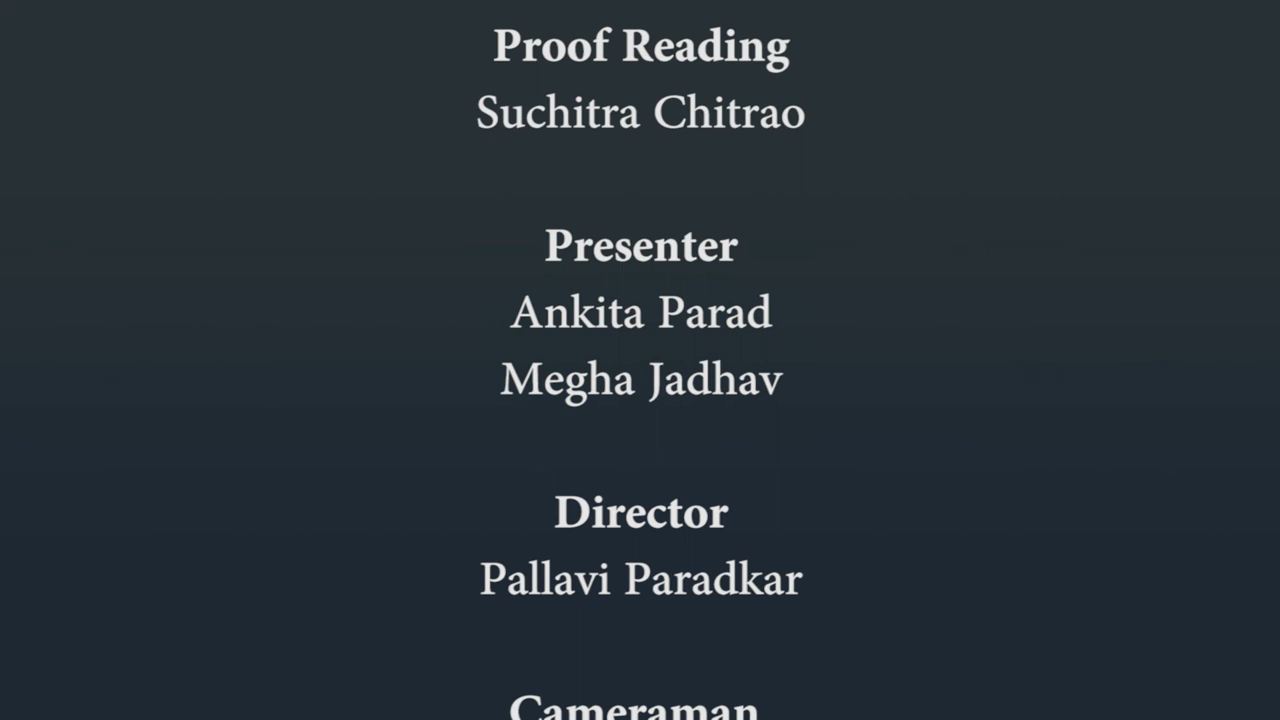 Proof Reading
Suchitra Chitrao
Presenter
Ankita Parad
Megha Jadhav
Director
Pallavi Paradkar
Cameraman